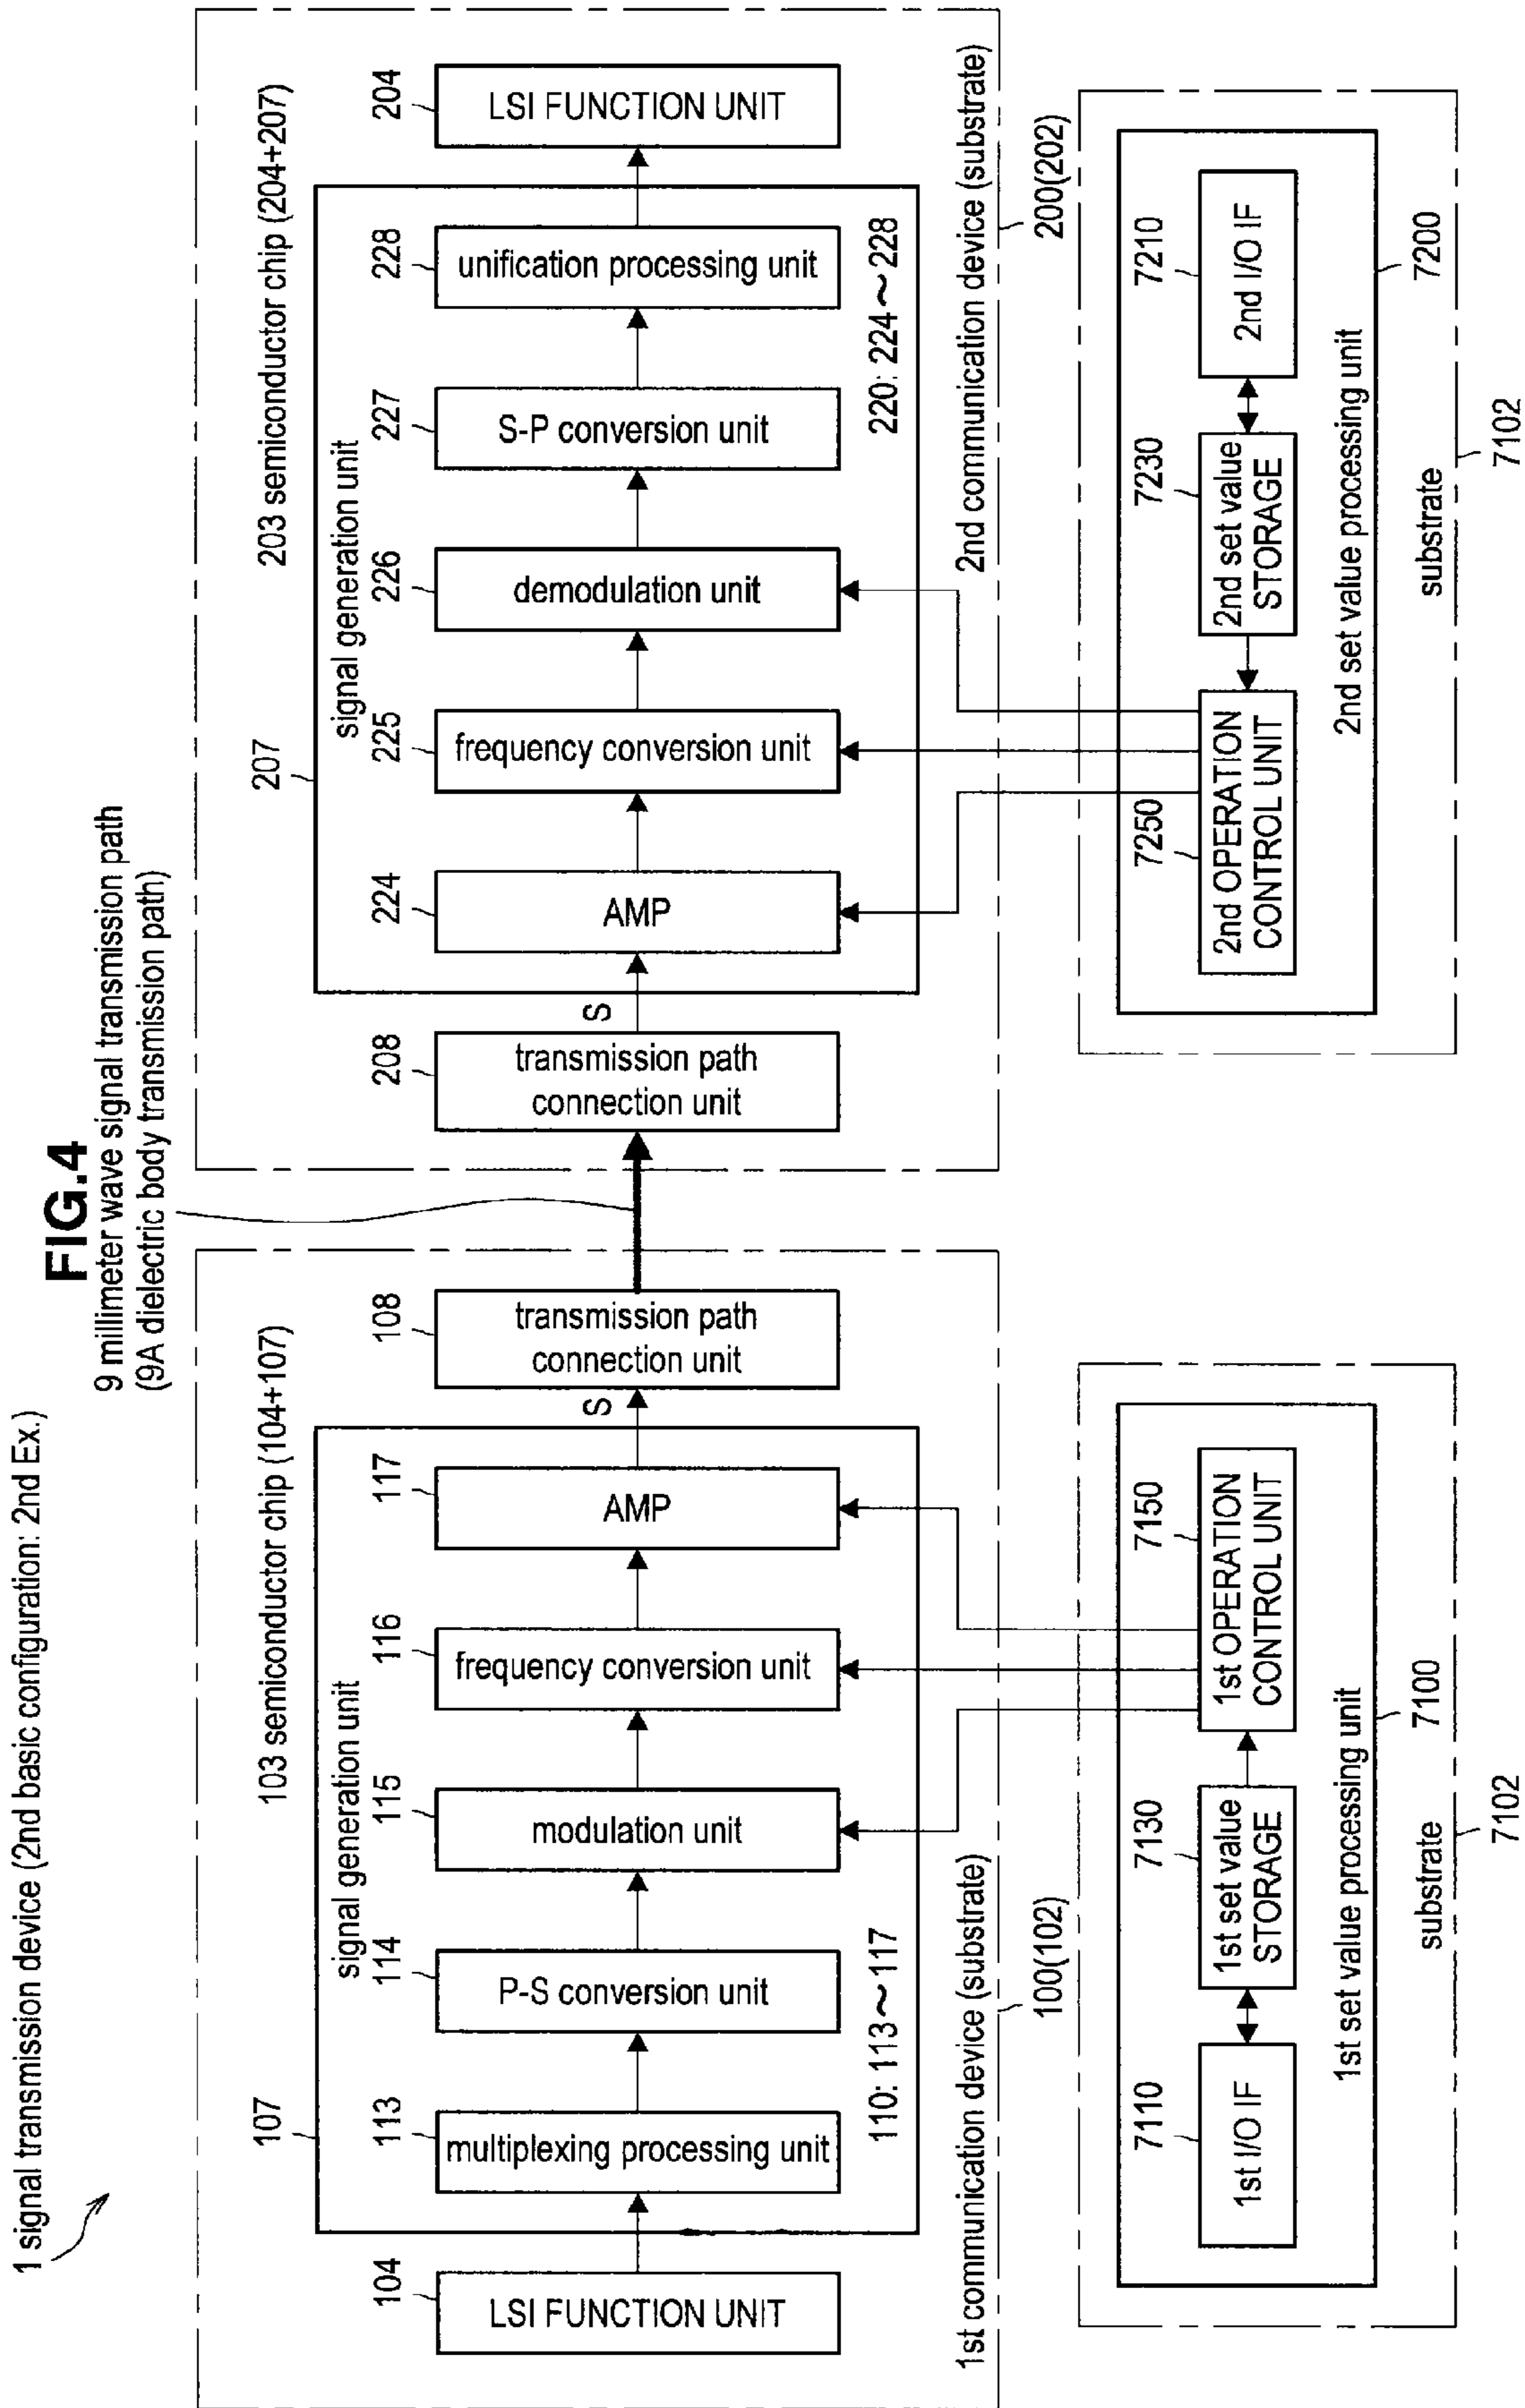 1 signal transmission device (2nd basic configuration: 2nd Ex.)
FIG.4
9 millimeter wave signal transmission path
(9A dielectric body transmission path)
103 semiconductor chip (104+107)
107
signal generation unit
104
LSI FUNCTION UNIT
113
multiplexing processing unit
114
P-S conversion unit
115
modulation unit
116
frequency conversion unit
117
AMP
S
108
transmission path
connection unit
110: 113~117
1st communication device (substrate)
100(102)
203 semiconductor chip (204+207)
207
signal generation unit
208
transmission path
connection unit
S
224
AMP
225
frequency conversion unit
226
demodulation unit
227
S-P conversion unit
228
unification processing unit
204
LSI FUNCTION UNIT
220: 224~228
2nd communication device (substrate)
200(202)
7110
1st I/O IF
7130
1st set value
STORAGE
7150
1st OPERATION
CONTROL UNIT
1st set value processing unit
7100
substrate
7102
7250
2nd OPERATION
CONTROL UNIT
7230
2nd set value
STORAGE
7210
2nd I/O IF
2nd set value processing unit
7200
substrate
7102